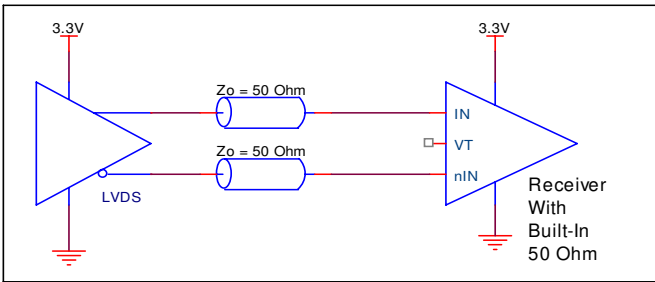 3.3V
3.3V
Zo = 50 Ohm
IN
VT
Zo = 50 Ohm
nIN
LVDS
Receiver
With
Built-In
50 Ohm